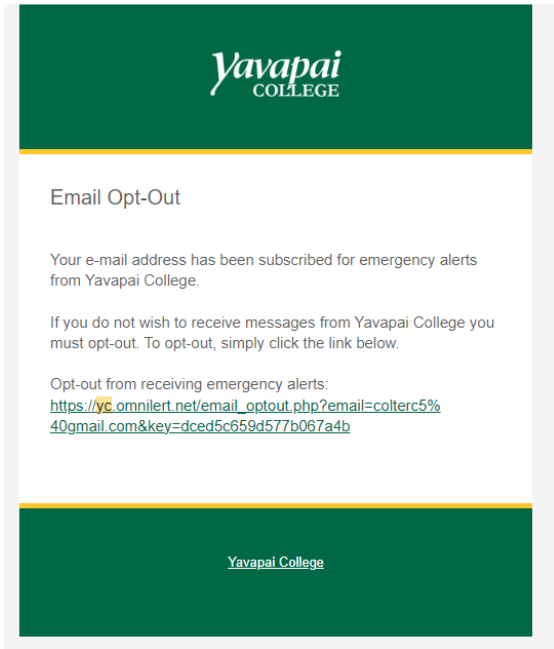 Yavapai
COLLEGE
Email Opt-Out
Your e-mail address has been subscribed for emergency alerts
from Yavapai College.
If you do not wish to receive messages from Yavapai College you
must opt-out. To opt-out, simply click the link below.
Opt-out from receiving emergency alerts:
https://yc.omnilert.net/email_optout.php?email=colterc5%
40gmail.com&key=dced5c659d577b067a4b
Yavapai College